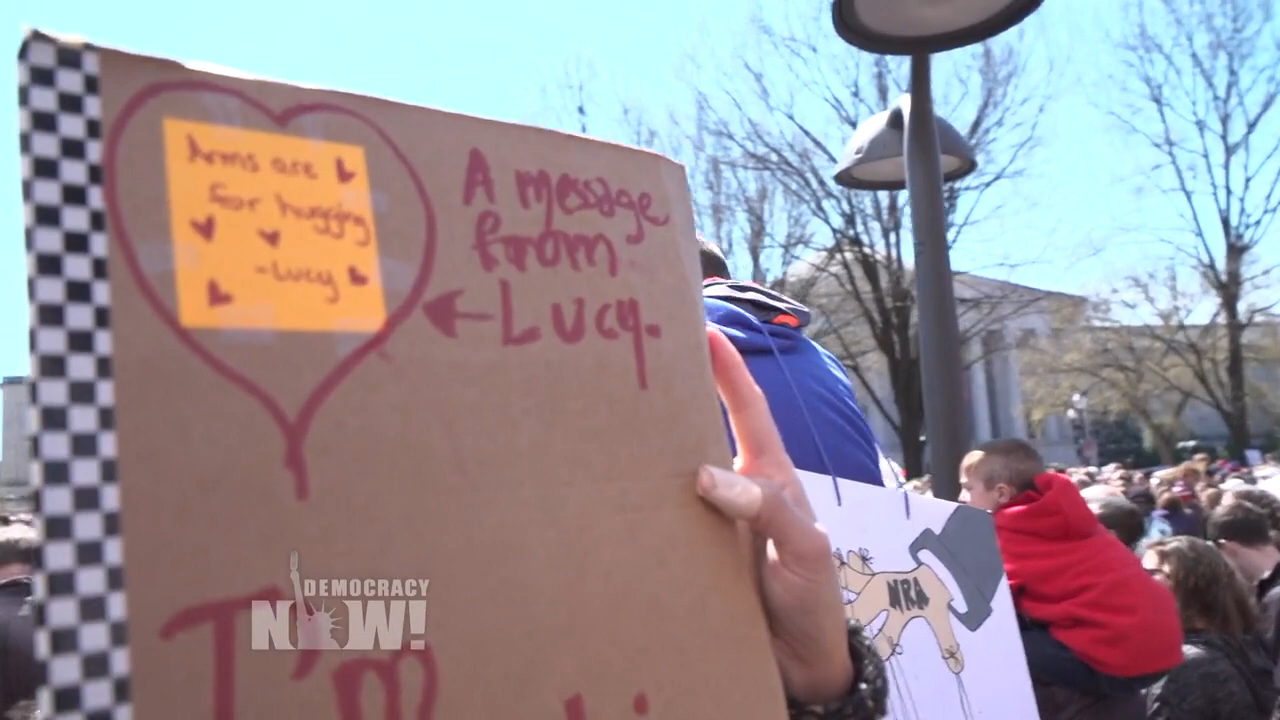 Arms are
for hugging
-Lucy
A message
from
Lucy.
I'm
NRA
DEMOCRACY
NOW!